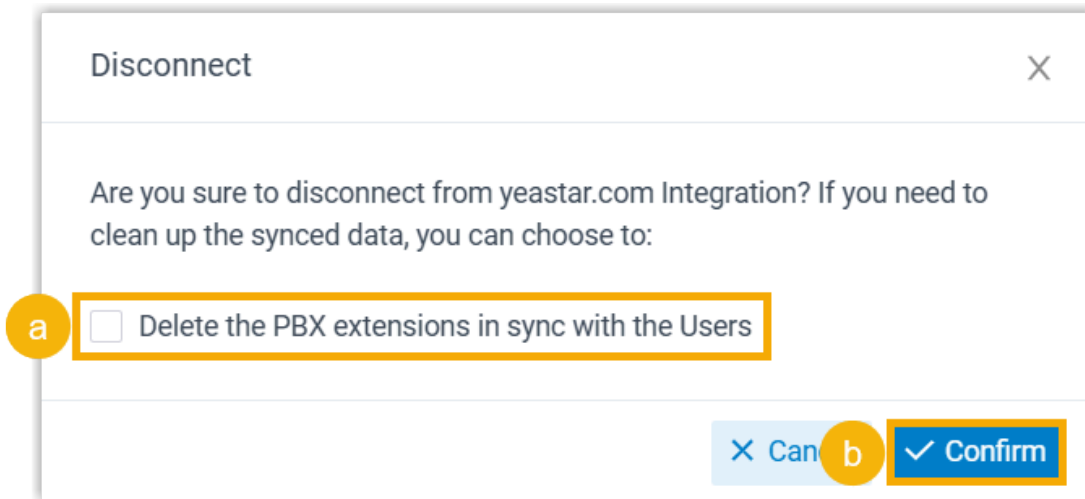 Disconnect
Are you sure to disconnect from yeastar.com Integration? If you need to
clean up the synced data, you can choose to:
a
Delete the PBX extensions in sync with the Users
Can
b
Confirm